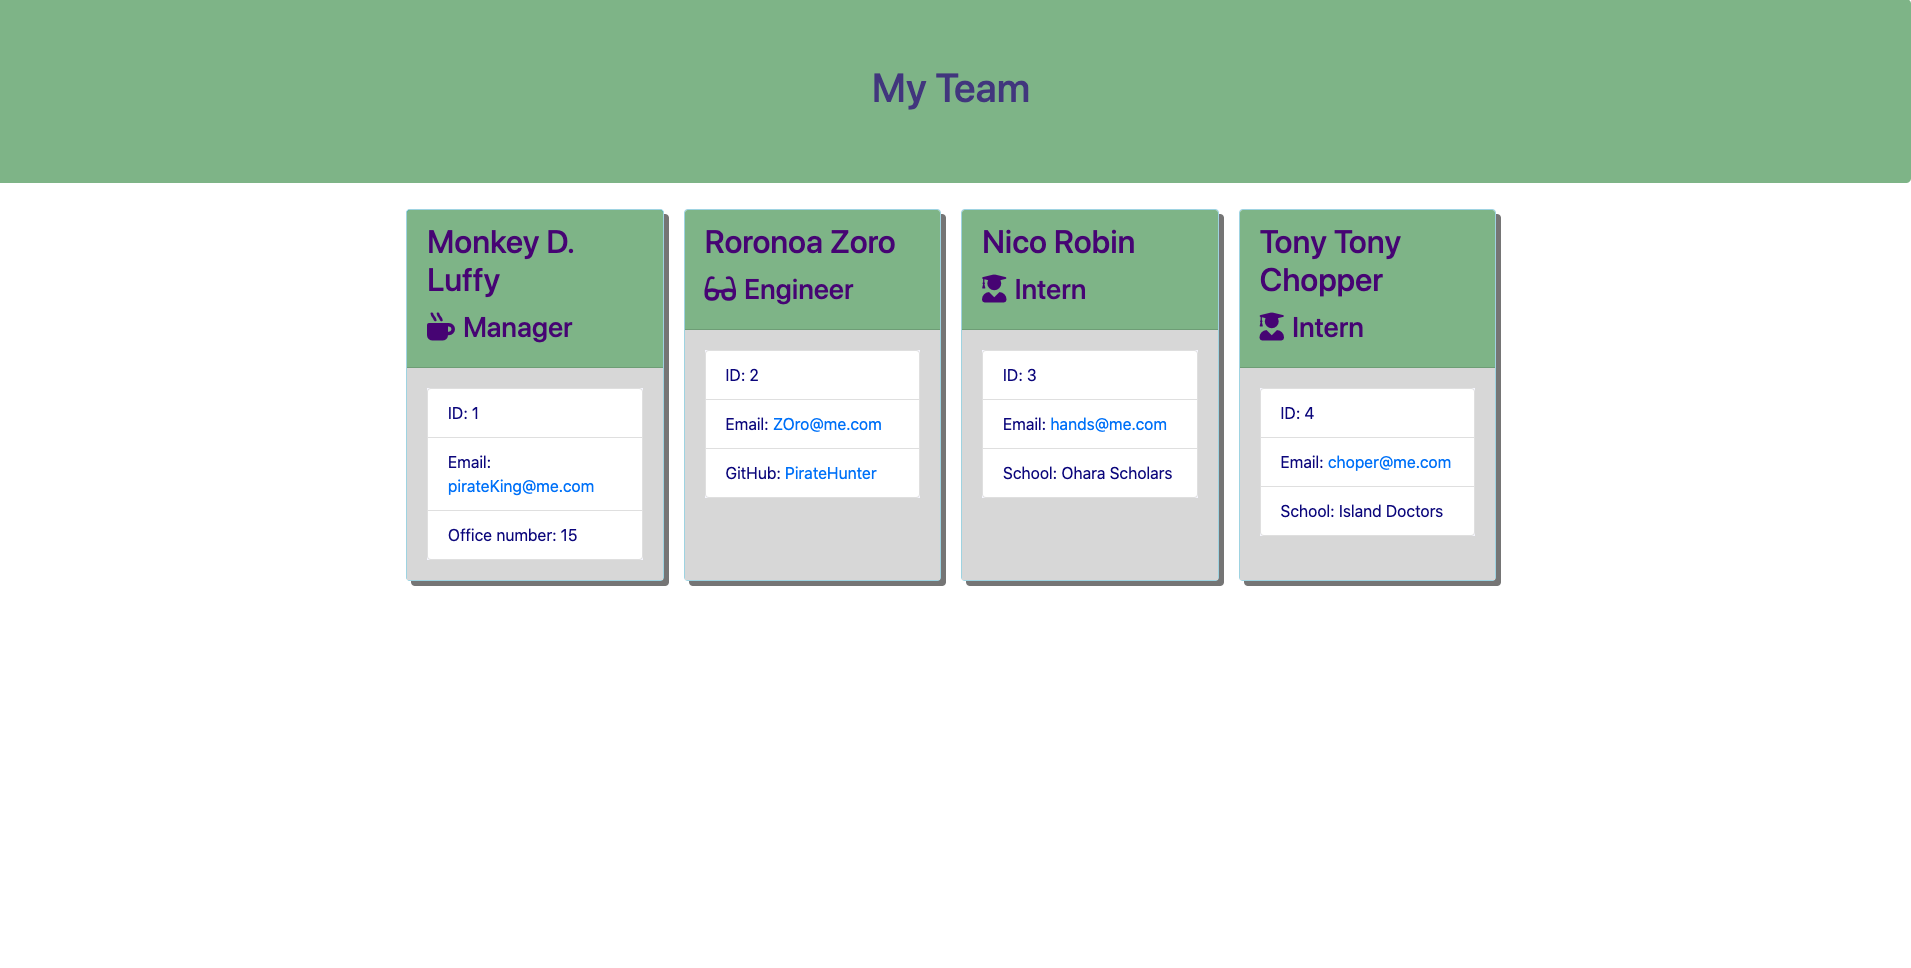 My Team
Monkey D.
Luffy
Manager
ID: 1
Email:
pirateKing@me.com
Office number: 15
Roronoa Zoro
Engineer
ID: 2
Email: ZOro@me.com
GitHub: PirateHunter
Nico Robin
Intern
ID: 3
Email: hands@me.com
School: Ohara Scholars
Tony Tony
Chopper
Intern
ID: 4
Email: choper@me.com
School: Island Doctors